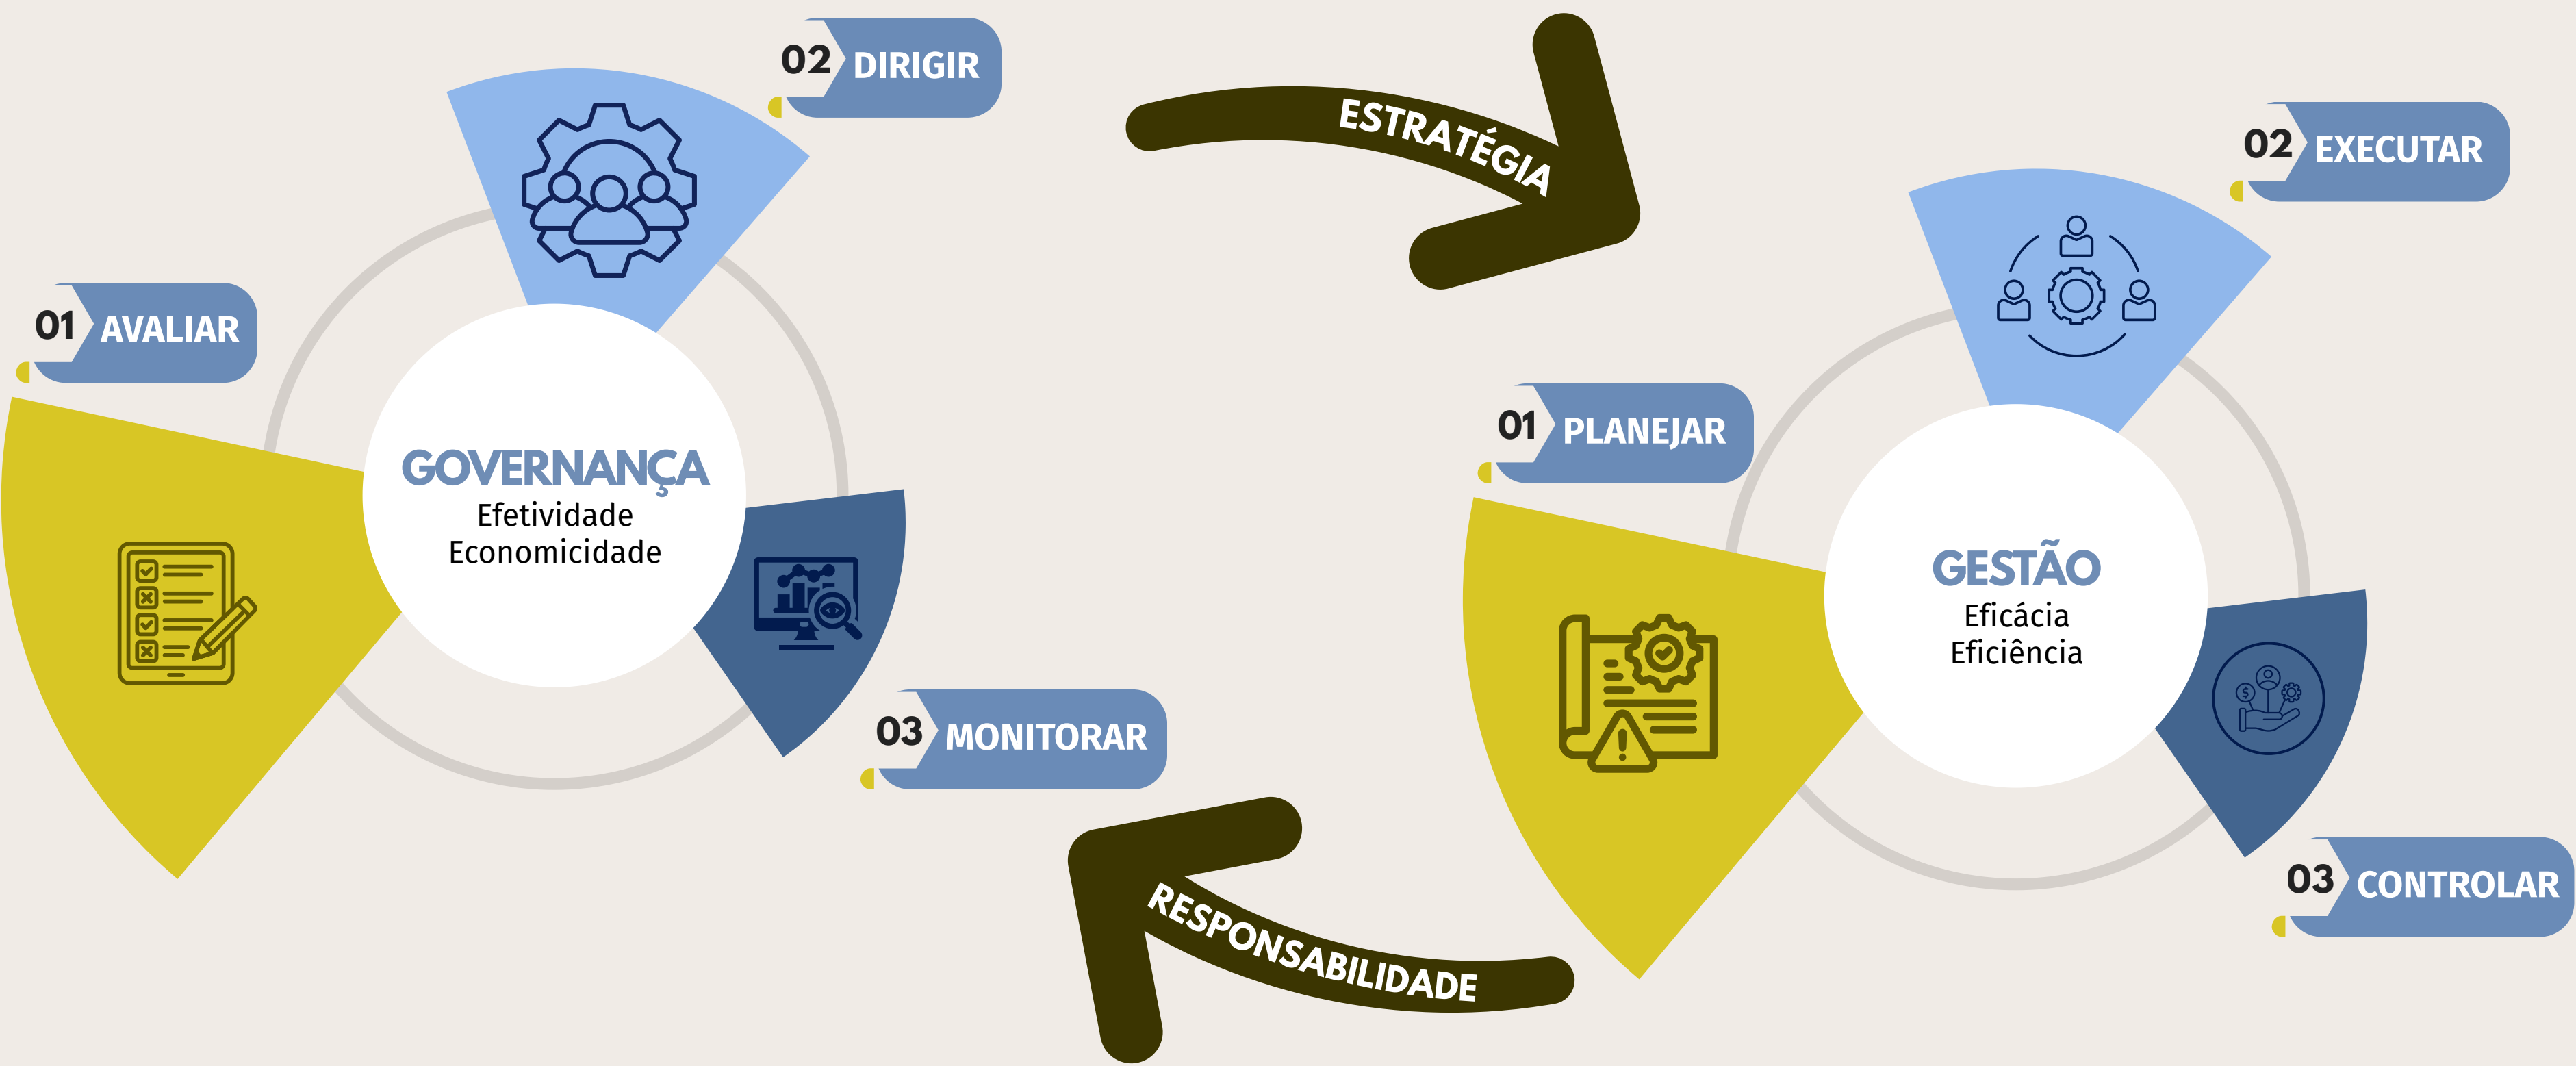 02 DIRIGIR
01 AVALIAR
GOVERNANÇA
Efetividade
Economicidade
03 MONITORAR
ESTRATÉGIA
02 EXECUTAR
01 PLANEJAR
GESTÃO
Eficácia
Eficiência
03 CONTROLAR
RESPONSABILIDADE